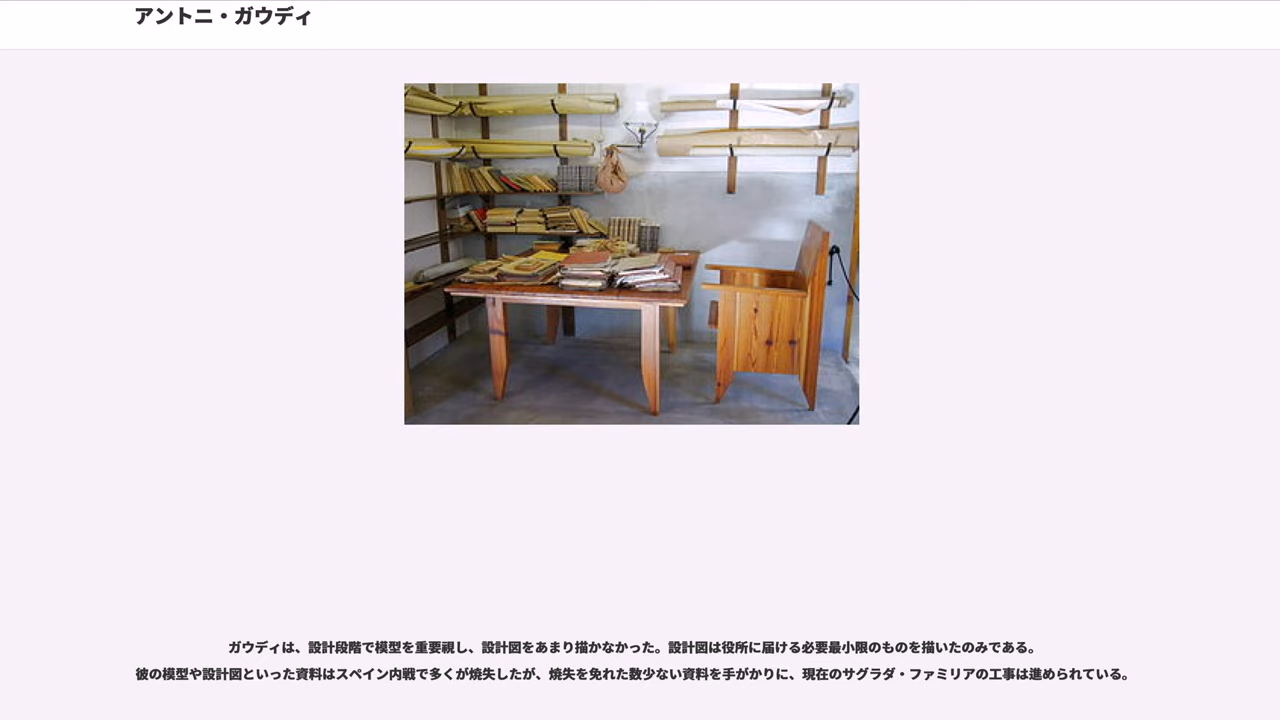 アントニ・ガウディ
ガウディは、設計段階で模型を重要視し、設計図をあまり描かなかった。設計図は役所に届ける必要最小限のものを描いたのみである。
彼の模型や設計図といった資料はスペイン内戦で多くが焼失したが、焼失を免れた数少ない資料を手がかりに、現在のサグラダ・ファミリアの工事は進められている。